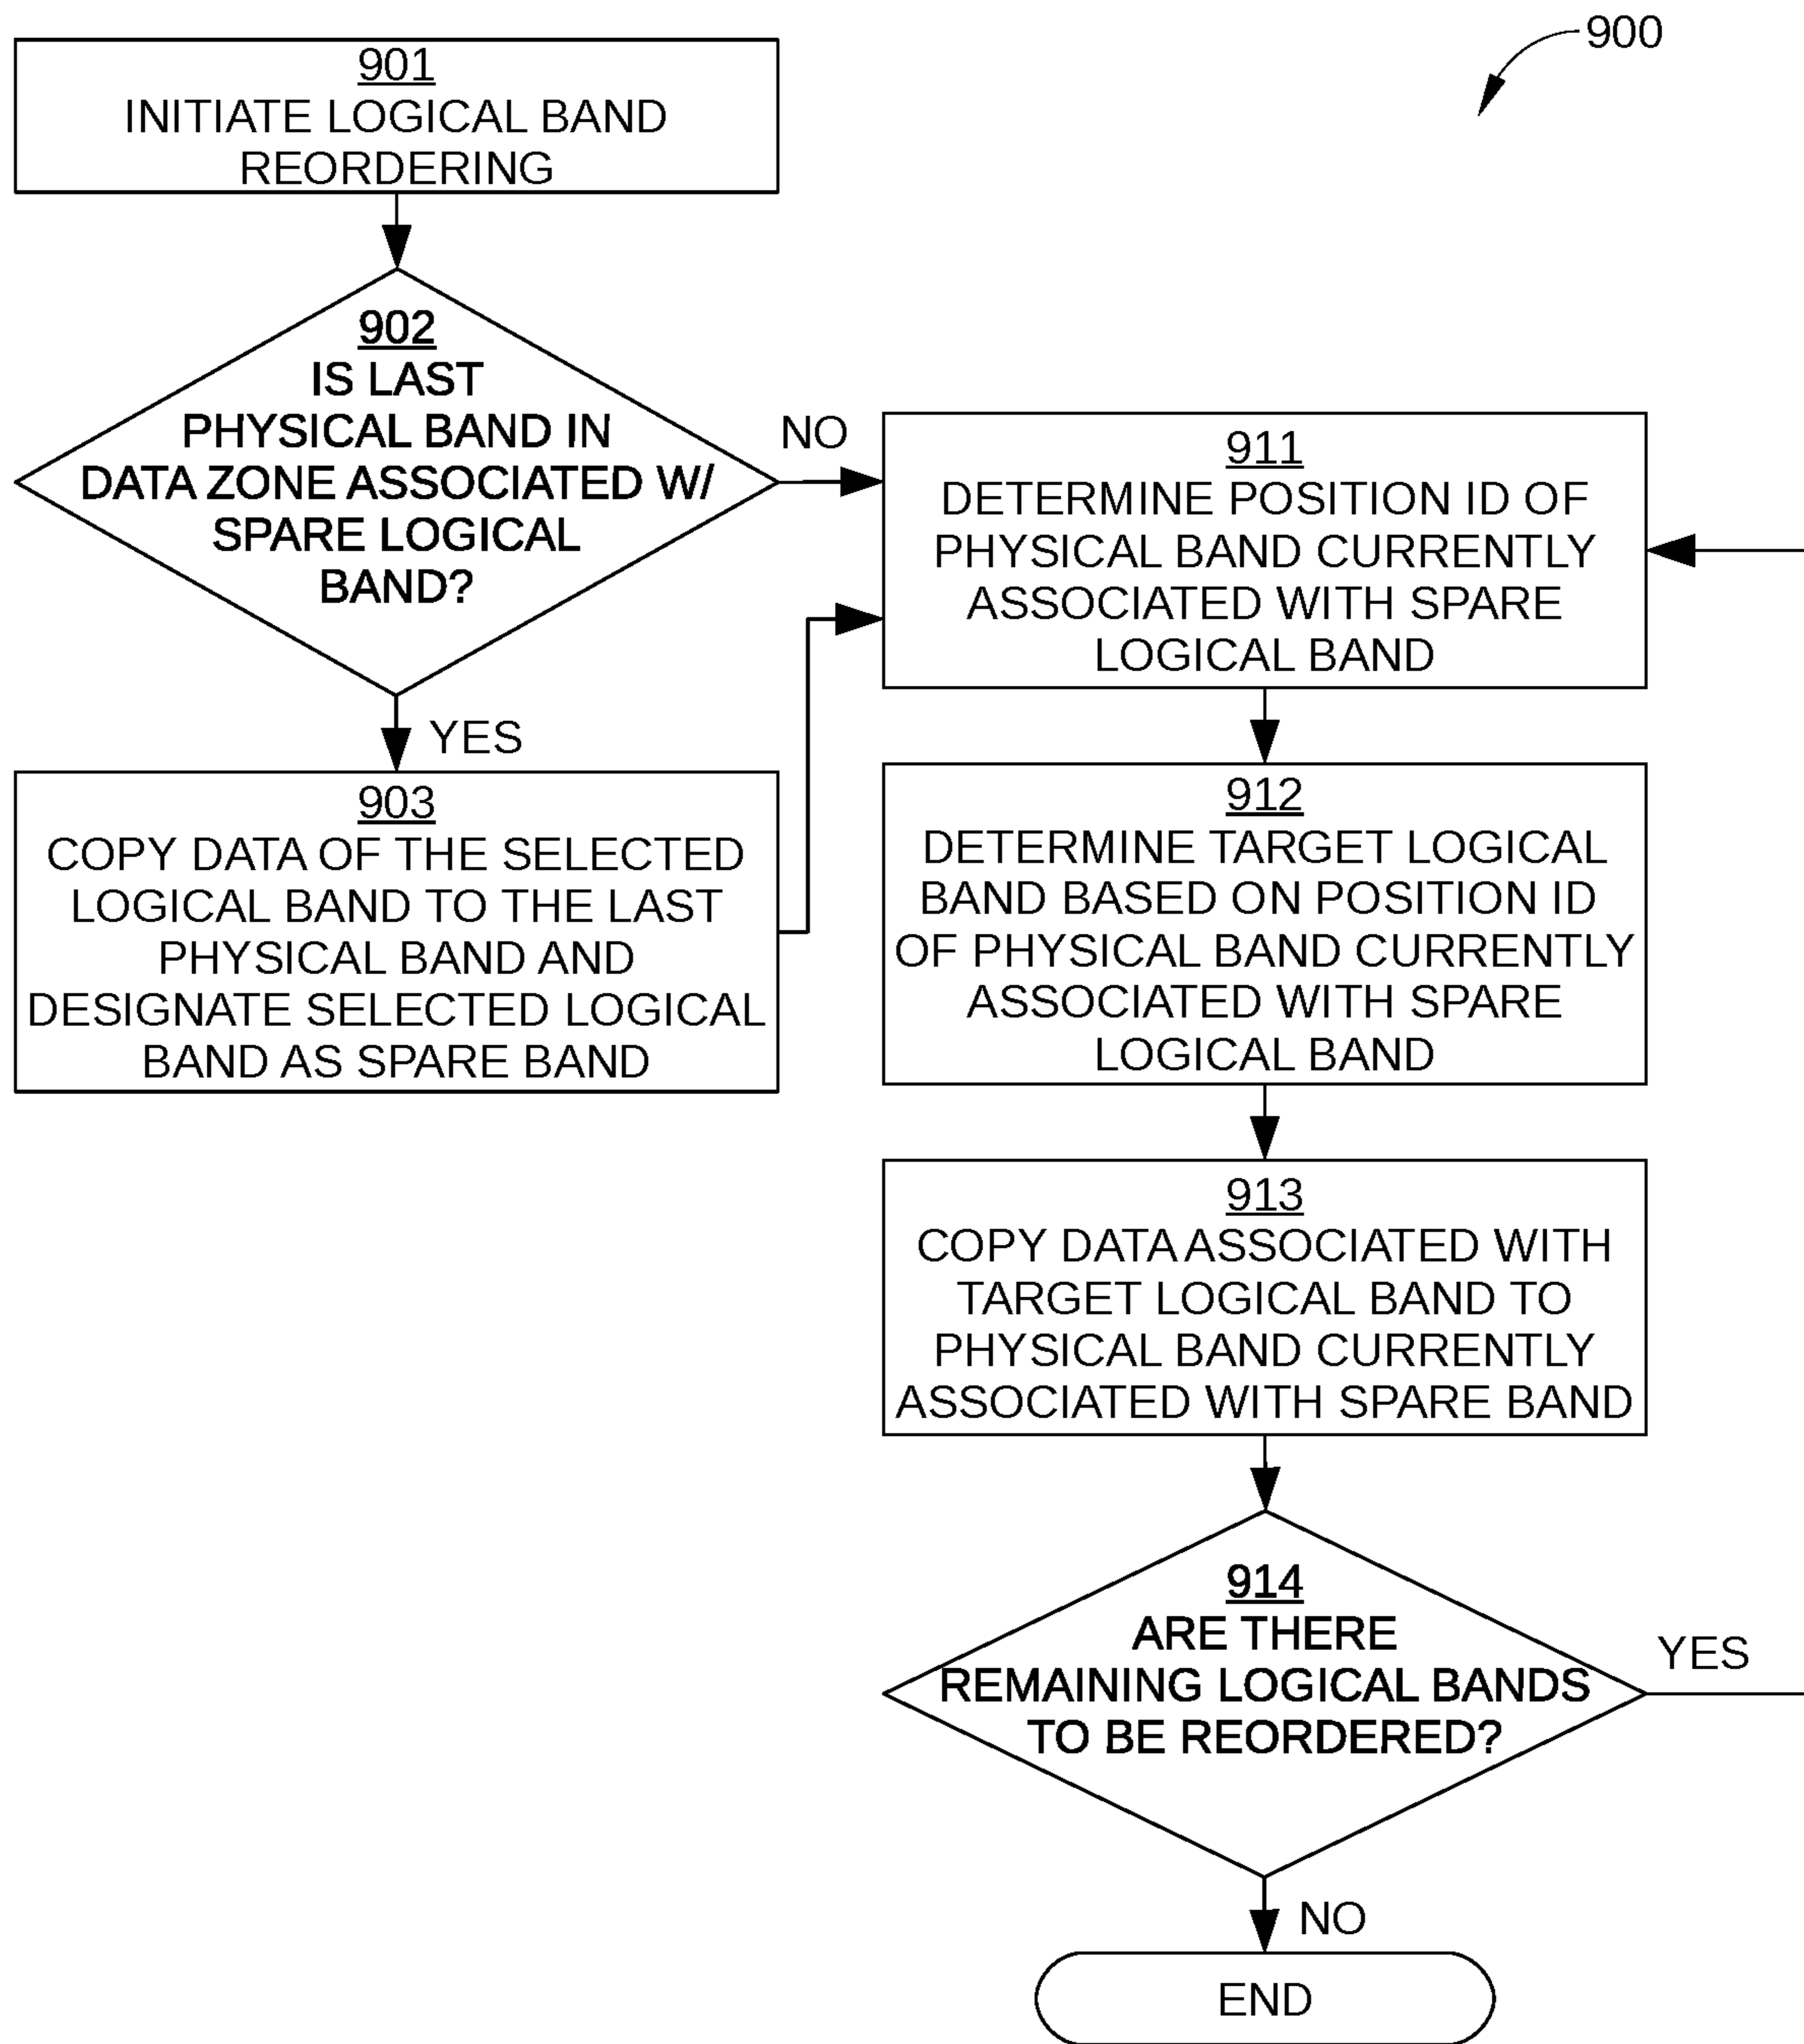 900
901
INITIATE LOGICAL BAND
REORDERING
902
IS LAST
PHYSICAL BAND IN
DATA ZONE ASSOCIATED W/
SPARE LOGICAL
BAND?
NO
YES
903
COPY DATA OF THE SELECTED
LOGICAL BAND TO THE LAST
PHYSICAL BAND AND
DESIGNATE SELECTED LOGICAL
BAND AS SPARE BAND
911
DETERMINE POSITION ID OF
PHYSICAL BAND CURRENTLY
ASSOCIATED WITH SPARE
LOGICAL BAND
912
DETERMINE TARGET LOGICAL
BAND BASED ON POSITION ID
OF PHYSICAL BAND CURRENTLY
ASSOCIATED WITH SPARE
LOGICAL BAND
913
COPY DATA ASSOCIATED WITH
TARGET LOGICAL BAND TO
PHYSICAL BAND CURRENTLY
ASSOCIATED WITH SPARE BAND
914
ARE THERE
REMAINING LOGICAL BANDS
TO BE REORDERED?
YES
NO
END